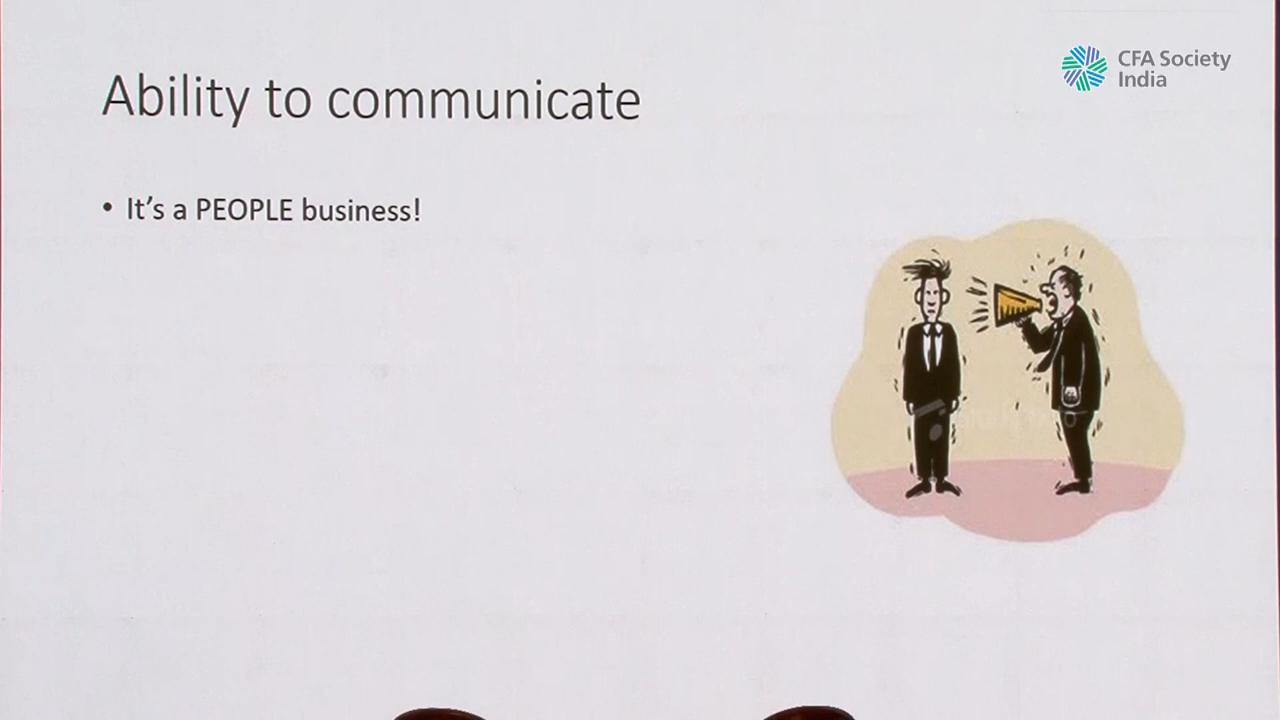 CFA Society
India
Ability to communicate
• It's a PEOPLE business!